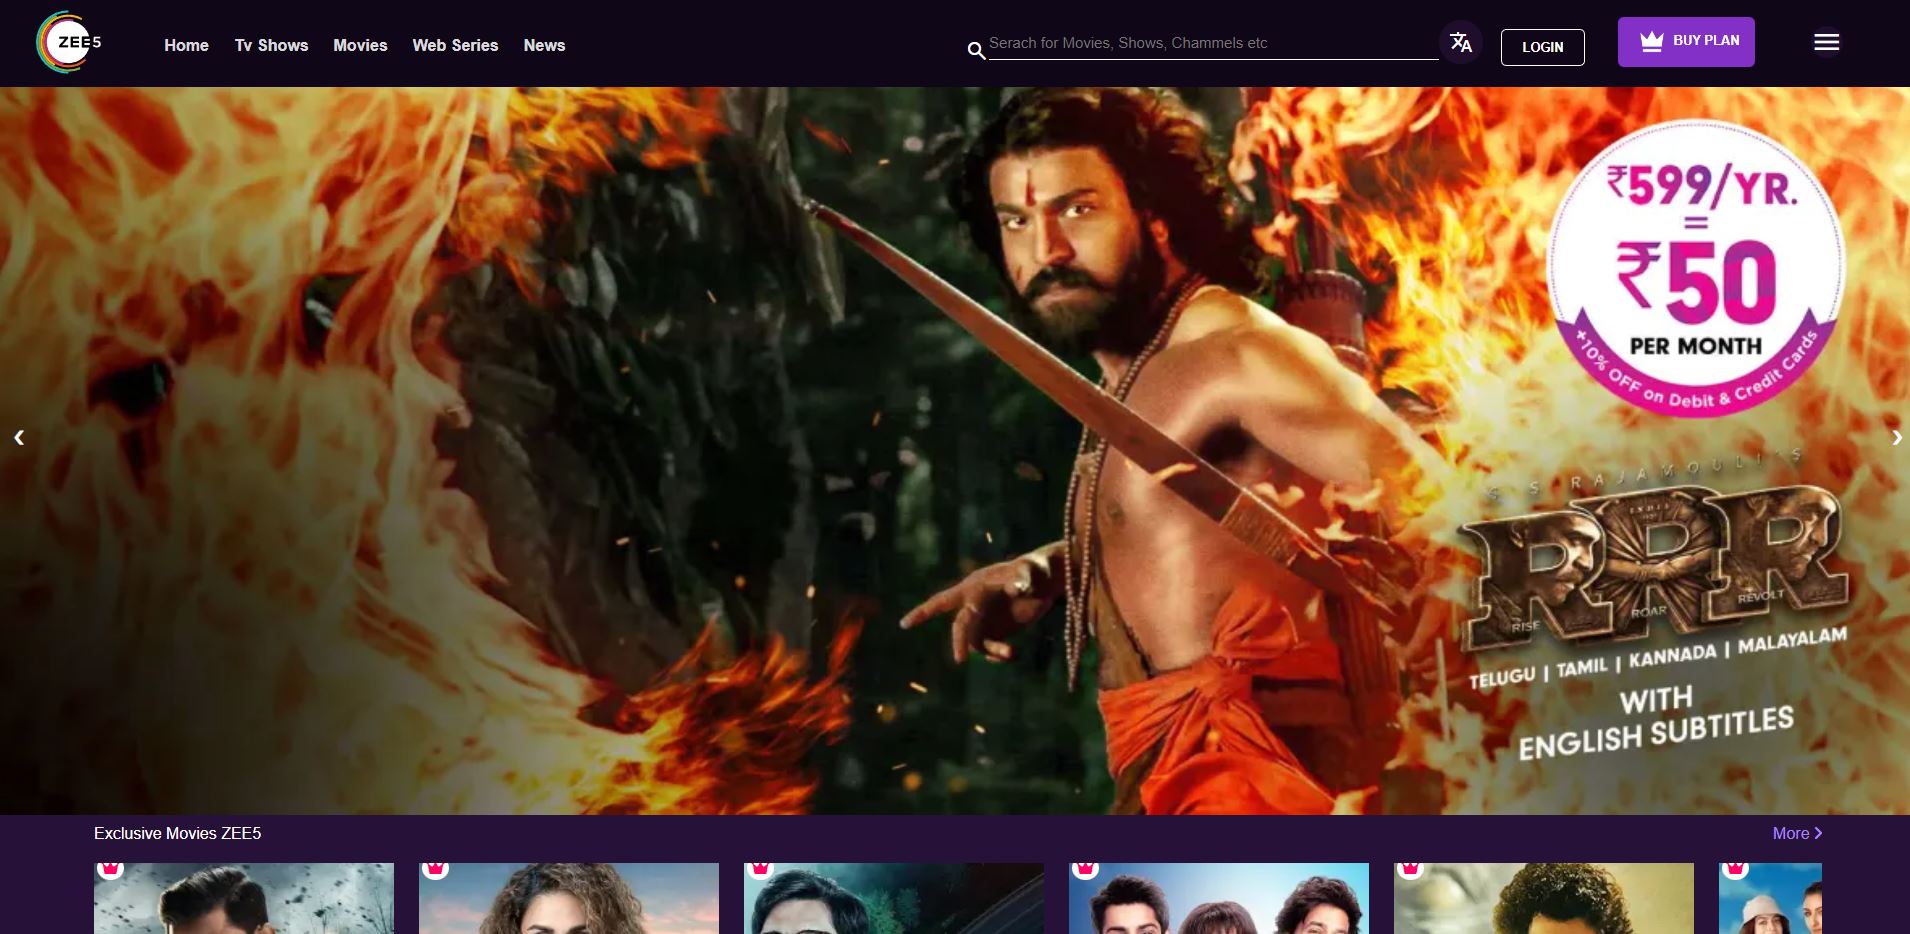 ZEE5
Home
Tv Shows
Movies
Web Series
News
Serach for Movies, Shows, Chammels etc
LOGIN
BUY PLAN
₹599/YR.
=
₹50
PER MONTH
+10% OFF on Debit & Credit Cards
S S RAJAMOULI'S
RRR
INDIA
RISE
ROAR
REVOLT
TELUGU | TAMIL | KANNADA | MALAYALAM
WITH
ENGLISH SUBTITLES
Exclusive Movies ZEE5
More